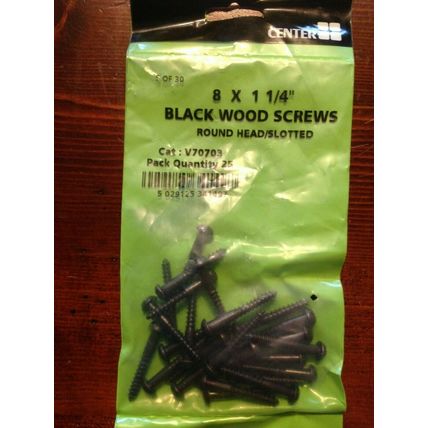 CENTER
5 OF 30
8 X 1 1/4"
BLACK WOOD SCREWS
ROUND HEAD/SLOTTED
Cat : V70703
Pack Quantity 25